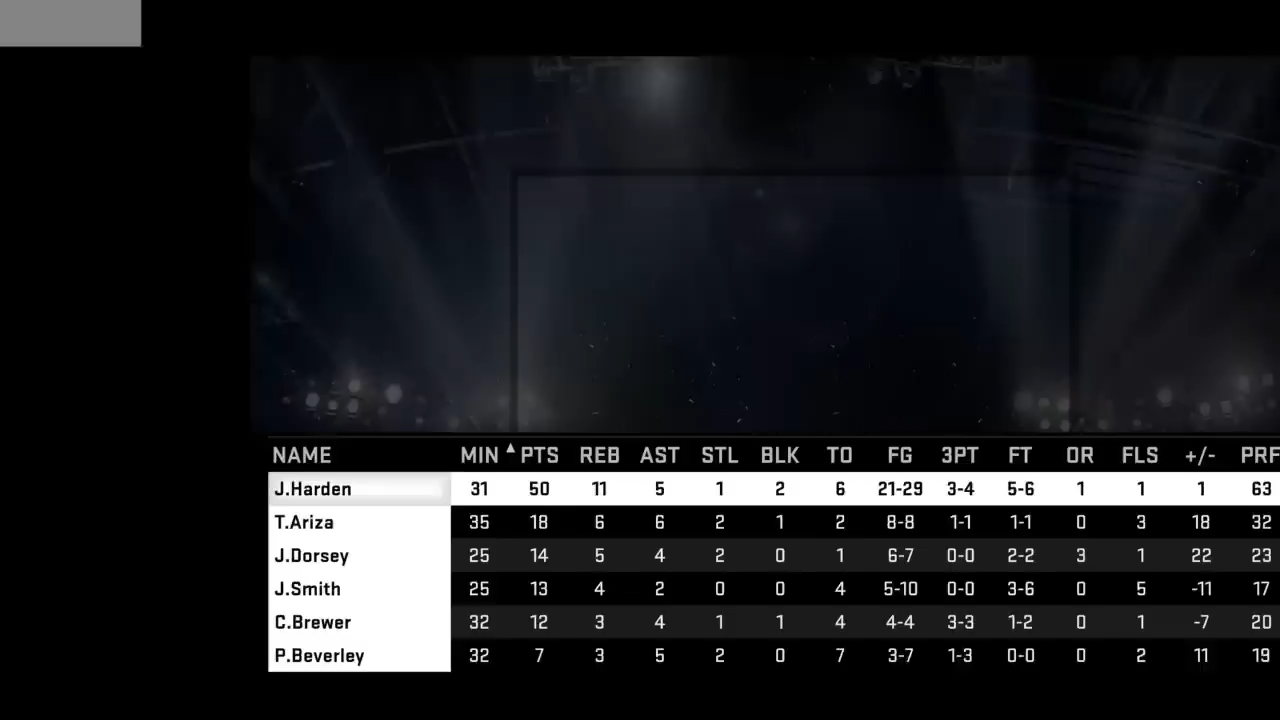 NAME MIN PTS REB AST STL BLK TO FG 3PT FT OR FLS +/- PRF
J.Harden 31 50 11 5 1 2 6 21-29 3-4 5-6 1 1 1 63
T.Ariza 35 18 6 6 2 1 2 8-8 1-1 1-1 0 3 18 32
J.Dorsey 25 14 5 4 2 0 1 6-7 0-0 2-2 3 1 22 23
J.Smith 25 13 4 2 0 0 4 5-10 0-0 3-6 0 5 -11 17
C.Brewer 32 12 3 4 1 1 4 4-4 3-3 1-2 0 1 -7 20
P.Beverley 32 7 3 5 2 0 7 3-7 1-3 0-0 0 2 11 19